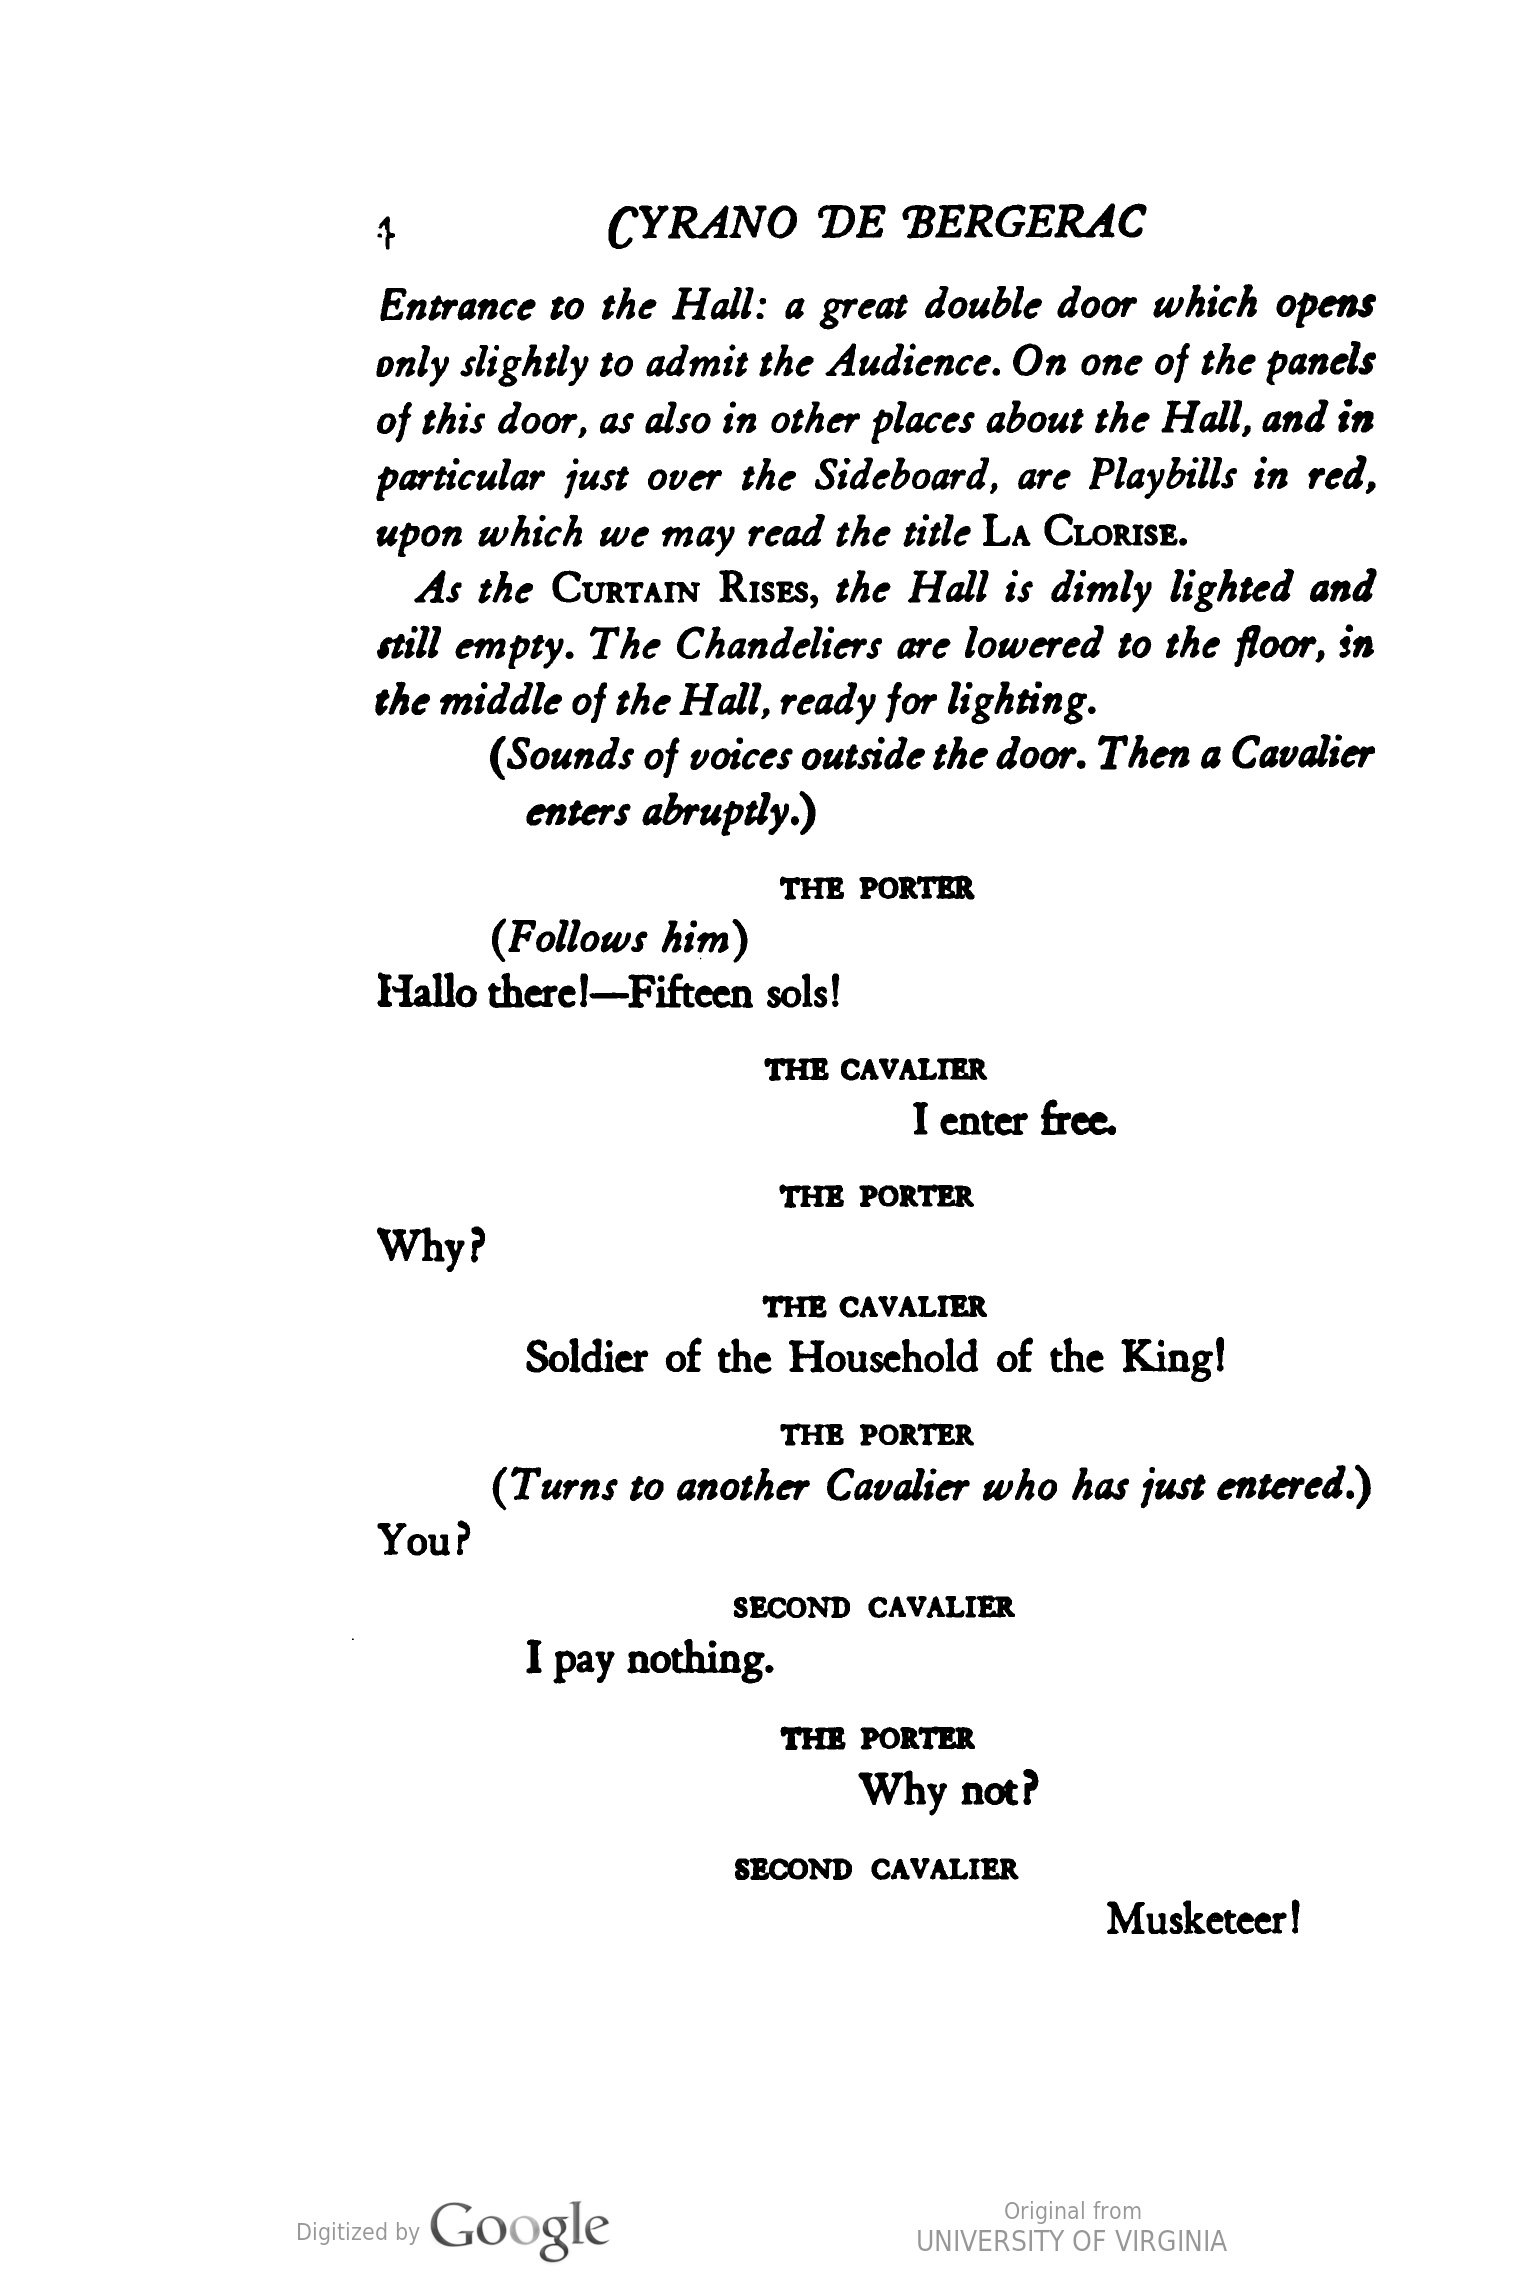 4 CYRANO DE BERGERAC
Entrance to the Hall: a great double door which opens
only slightly to admit the Audience. On one of the panels
of this door, as also in other places about the Hall, and in
particular just over the Sideboard, are Playbills in red,
upon which we may read the title LA CLORISE.
As the CURTAIN RISES, the Hall is dimly lighted and
still empty. The Chandeliers are lowered to the floor, in
the middle of the Hall, ready for lighting.
(Sounds of voices outside the door. Then a Cavalier
enters abruptly.)
THE PORTER
(Follows him)
Hallo there!—Fifteen sols!
THE CAVALIER
I enter free.
THE PORTER
Why?
THE CAVALIER
Soldier of the Household of the King!
THE PORTER
(Turns to another Cavalier who has just entered.)
You?
SECOND CAVALIER
I pay nothing.
THE PORTER
Why not?
SECOND CAVALIER
Musketeer!
Digitized by Google
Original from
UNIVERSITY OF VIRGINIA